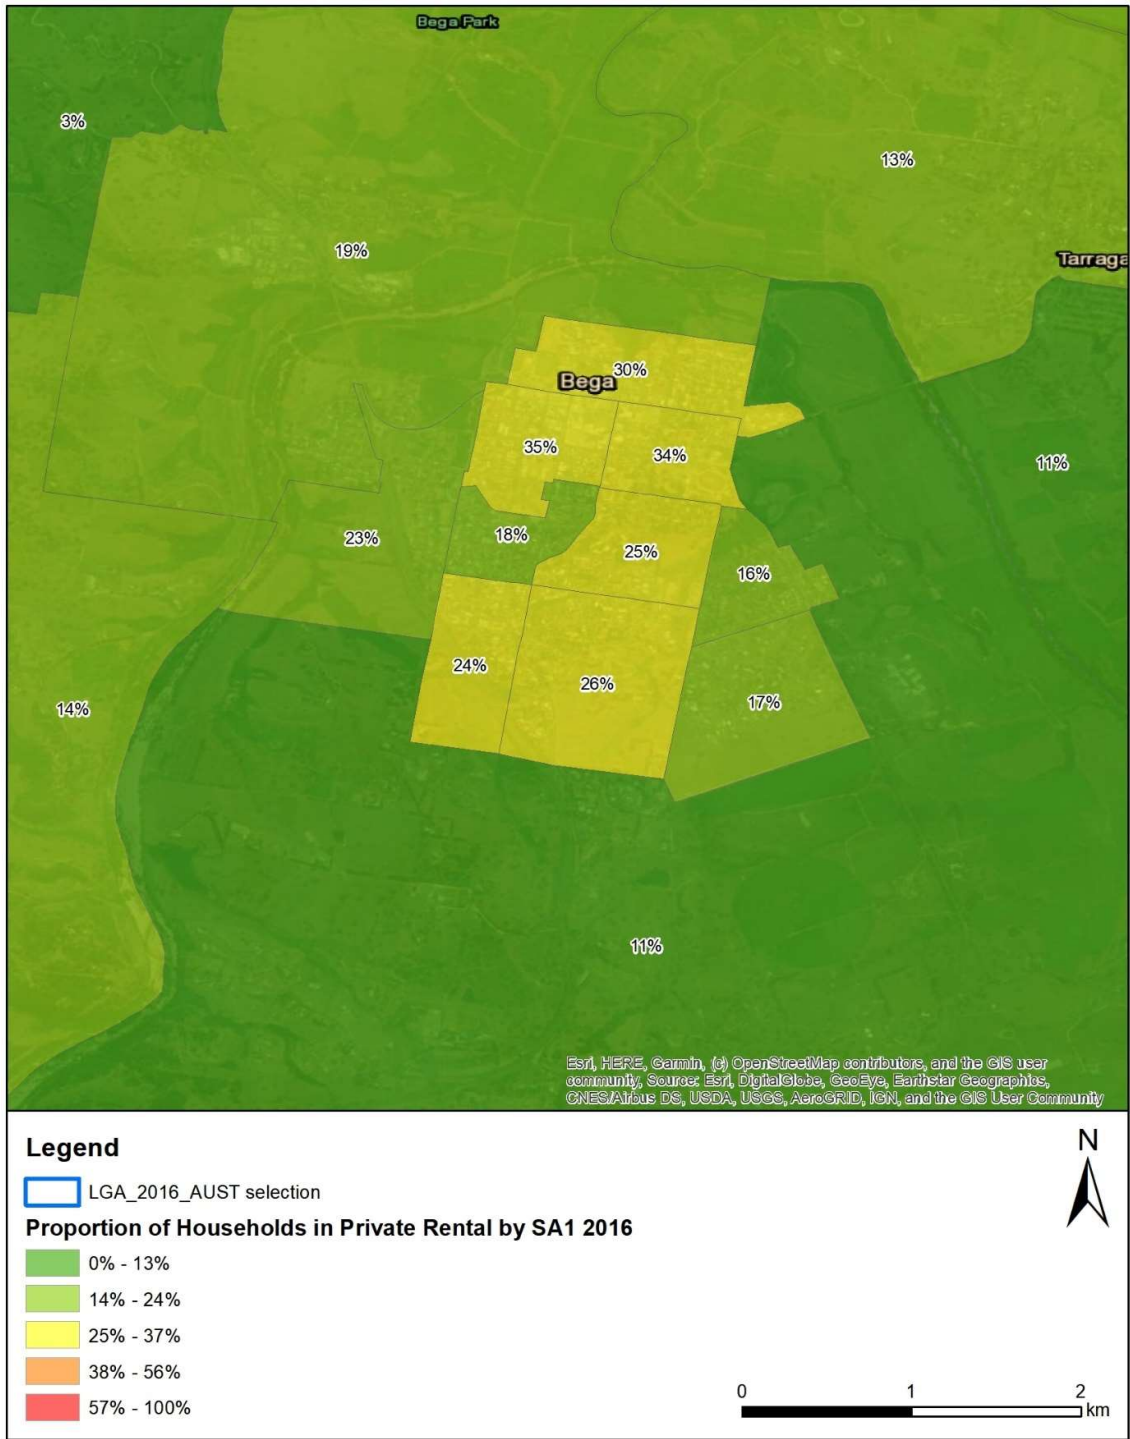 Bega Park
3%
13%
19%
Tarraga
30%
Bega
35%
34%
11%
18%
25%
23%
16%
24%
26%
17%
14%
11%
Esri, HERE, Garmin, (c) OpenStreetMap contributors, and the GIS user
community, Source: Esri, DigitalGlobe, GeoEye, Earthstar Geographics,
CNES/Airbus DS, USDA, USGS, AeroGRID, IGN, and the GIS User Community
Legend
N
LGA_2016_AUST selection
Proportion of Households in Private Rental by SA1 2016
0% - 13%
14% - 24%
25% - 37%
38% - 56%
57% - 100%
0 1 2
km